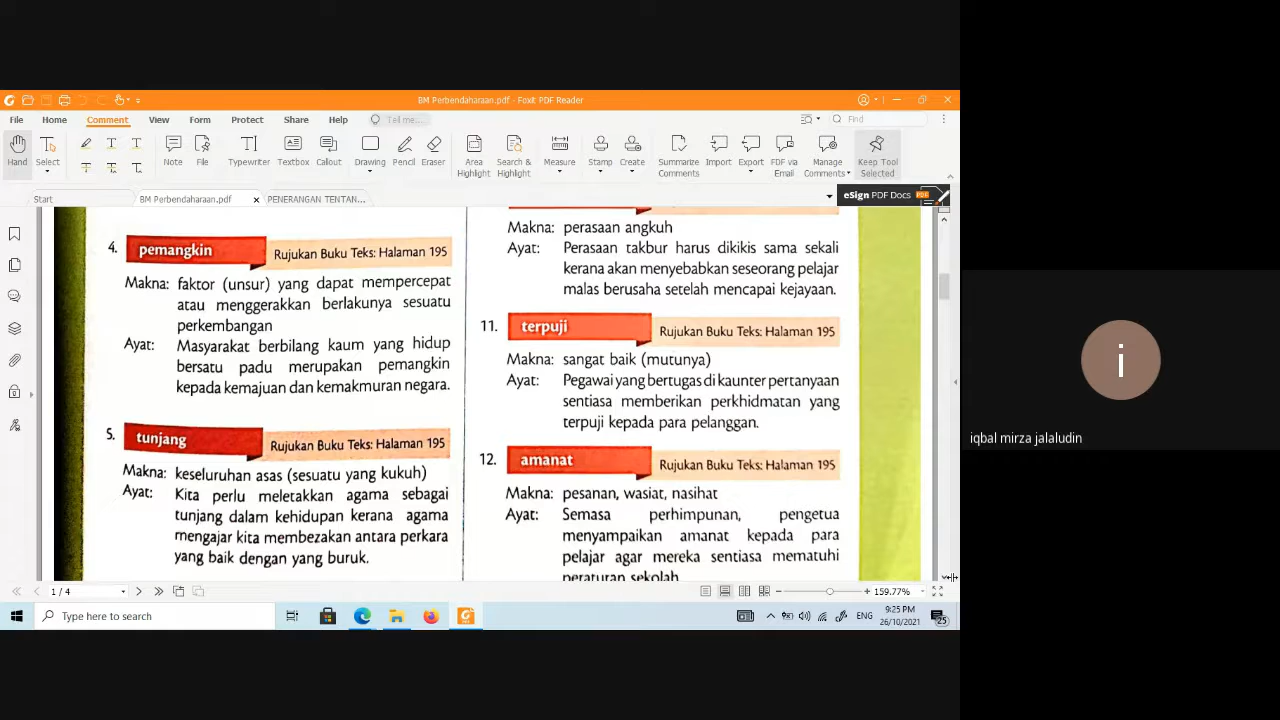 BM Perbendaharaan.pdf - Foxit PDF Reader
File Home Comment View Form Protect Share Help Tell me... Find
Hand Select Note File Typewriter Textbox Callout Drawing Pencil Eraser Area Highlight Search & Highlight Measure Stamp Create Summarize Comments Import Export FDF via Email Manage Comments Keep Tool Selected
Start BM Perbendaharaan.pdf PENERANGAN TENTAN... eSign PDF Docs
4. pemangkin Rujukan Buku Teks: Halaman 195
Makna: faktor (unsur) yang dapat mempercepat
atau menggerakkan berlakunya sesuatu
perkembangan
Ayat: Masyarakat berbilang kaum yang hidup
bersatu padu merupakan pemangkin
kepada kemajuan dan kemakmuran negara.
5. tunjang Rujukan Buku Teks: Halaman 195
Makna: keseluruhan asas (sesuatu yang kukuh)
Ayat: Kita perlu meletakkan agama sebagai
tunjang dalam kehidupan kerana agama
mengajar kita membezakan antara perkara
yang baik dengan yang buruk.
Makna: perasaan angkuh
Ayat: Perasaan takbur harus dikikis sama sekali
kerana akan menyebabkan seseorang pelajar
malas berusaha setelah mencapai kejayaan.
11. terpuji Rujukan Buku Teks: Halaman 195
Makna: sangat baik (mutunya)
Ayat: Pegawai yang bertugas di kaunter pertanyaan
sentiasa memberikan perkhidmatan yang
terpuji kepada para pelanggan.
12. amanat Rujukan Buku Teks: Halaman 195
Makna: pesanan, wasiat, nasihat
Ayat: Semasa perhimpunan, pengetua
menyampaikan amanat kepada para
pelajar agar mereka sentiasa mematuhi
peraturan sekolah
1 / 4 159.77%
Type here to search ENG 9:25 PM
26/10/2021 25
i
iqbal mirza jalaludin